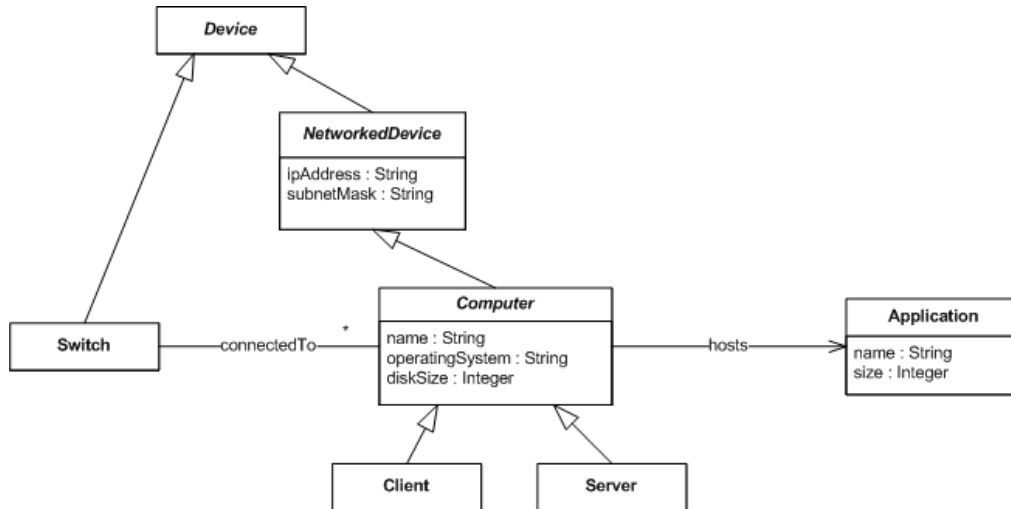 Device
NetworkedDevice
ipAddress : String
subnetMask : String
Computer
name : String
operatingSystem : String
diskSize : Integer
Switch
connectedTo
*
hosts
Application
name : String
size : Integer
Client
Server